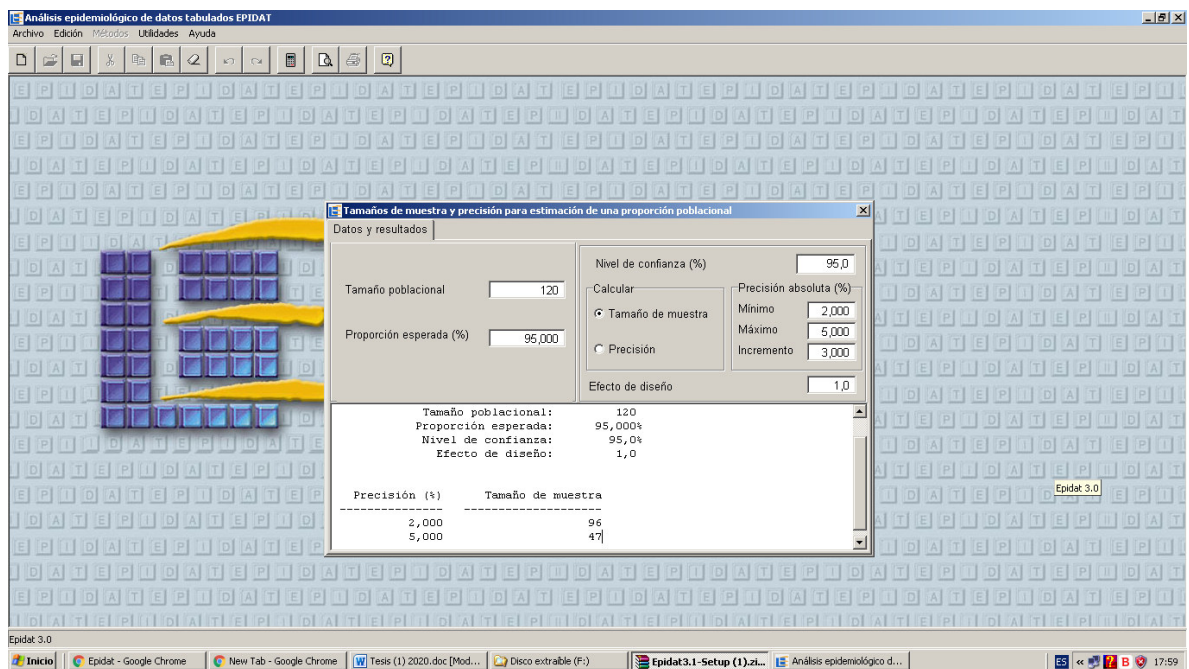 Análisis epidemiológico de datos tabulados EPIDAT
Archivo Edición Métodos Utilidades Ayuda
Tamaños de muestra y precisión para estimación de una proporción poblacional
Datos y resultados
Nivel de confianza (%) 95,0
Tamaño poblacional 120
Proporción esperada (%) 95,000
Calcular
Tamaño de muestra
Precisión
Precisión absoluta (%)
Mínimo 2,000
Máximo 5,000
Incremento 3,000
Efecto de diseño 1,0
Tamaño poblacional: 120
Proporción esperada: 95,000%
Nivel de confianza: 95,0%
Efecto de diseño: 1,0
Precisión (%) Tamaño de muestra
-------------- --------------------
2,000 96
5,000 47
Epidat 3.0
Epidat 3.0
Inicio Epidat - Google Chrome New Tab - Google Chrome Tesis (1) 2020.doc [Mod... Disco extraíble (F:) Epidat3.1-Setup (1).zi... Análisis epidemiológico d... ES « 17:59